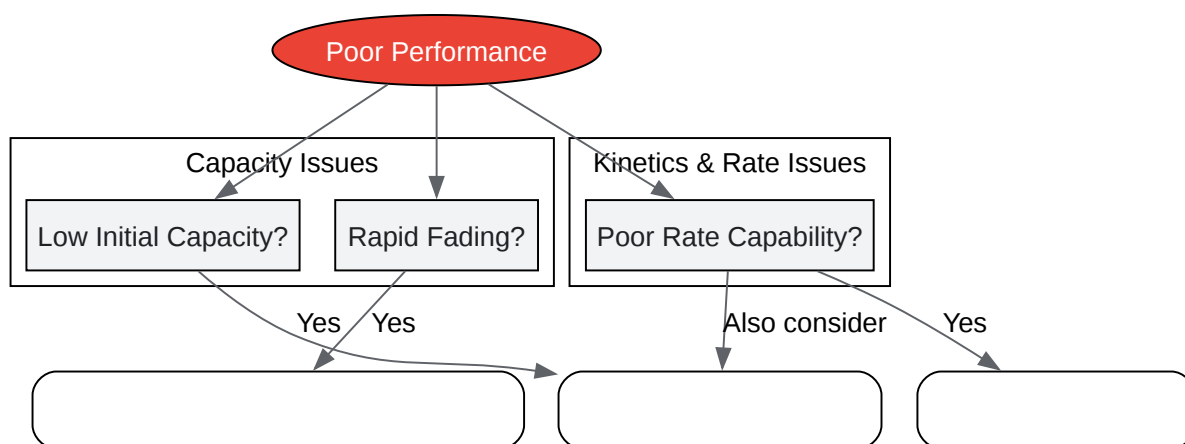 Poor Performance
Capacity Issues
Kinetics & Rate Issues
Low Initial Capacity?
Rapid Fading?
Poor Rate Capability?
Yes
Yes
Also consider
Yes